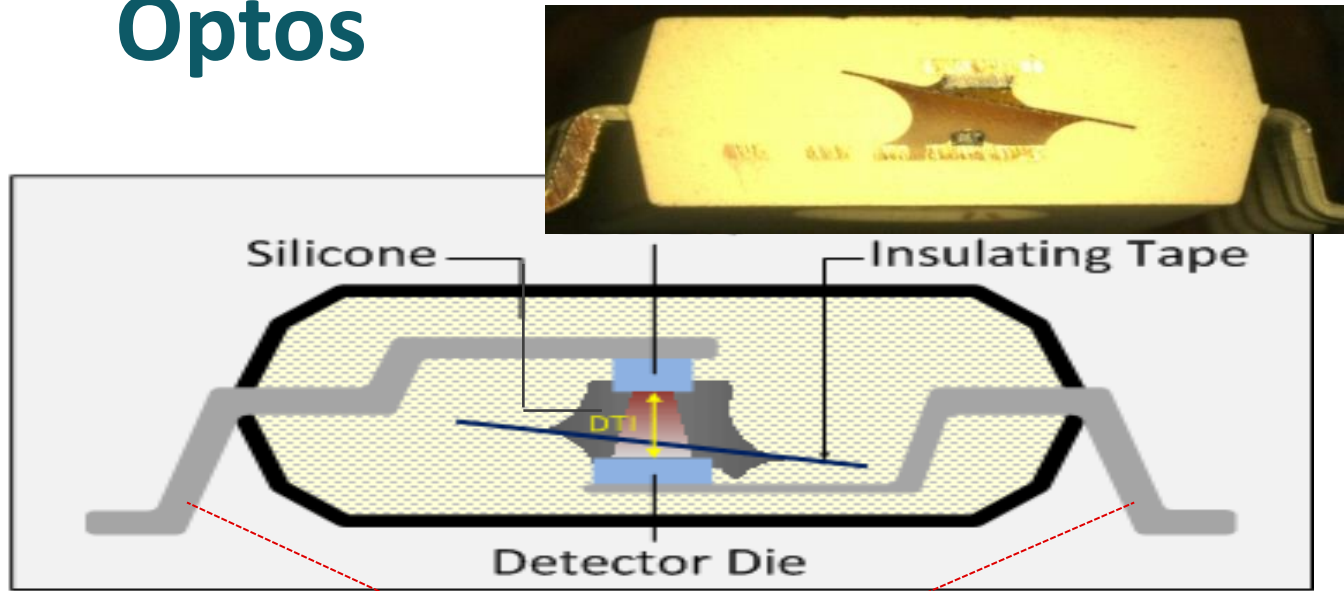 Optos
Silicone
Insulating Tape
DTI
Detector Die